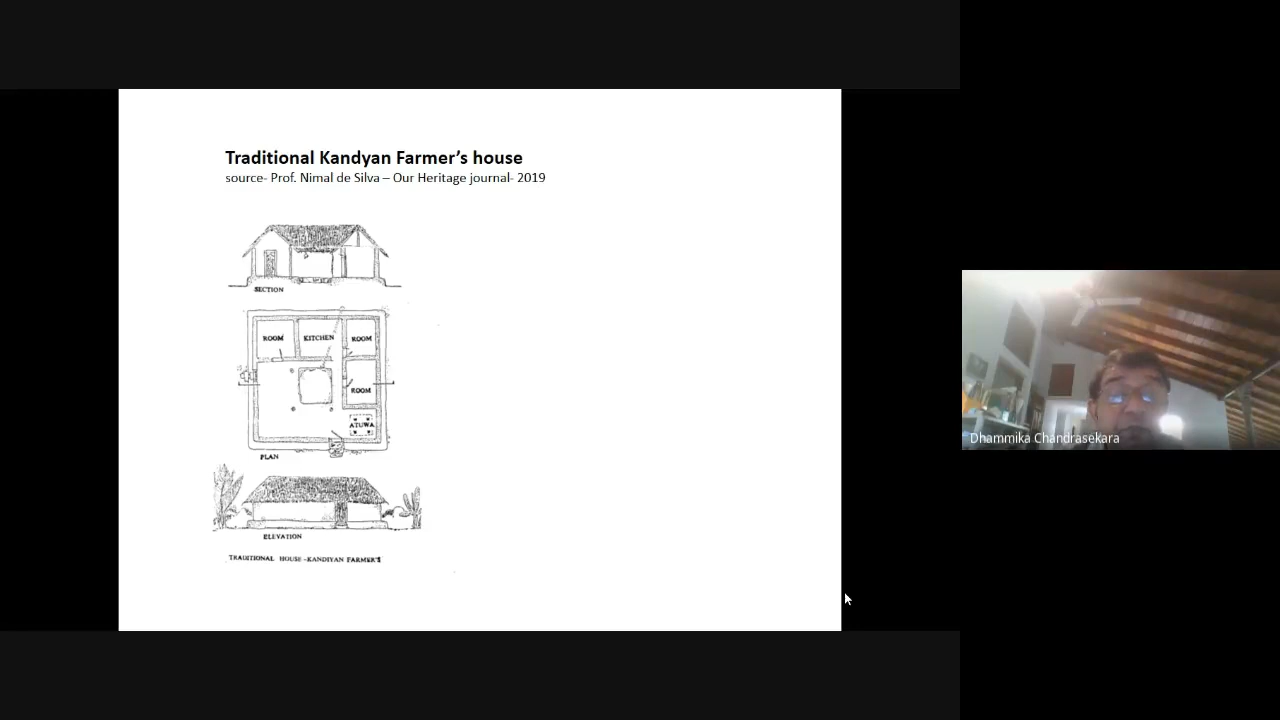 Traditional Kandyan Farmer's house
source- Prof. Nimal de Silva – Our Heritage journal- 2019
SECTION
ROOM
KITCHEN
ROOM
ROOM
ATUWA
PLAN
ELEVATION
TRADITIONAL HOUSE -KANDIYAN FARMER'S
Dhammika Chandrasekara